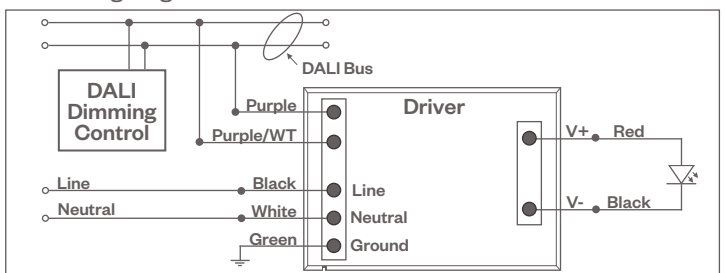 DALI Bus
DALI
Dimming
Control
Driver
Purple
Purple/WT
V+ Red
Line Black Line
V- Black
Neutral White Neutral
Green Ground